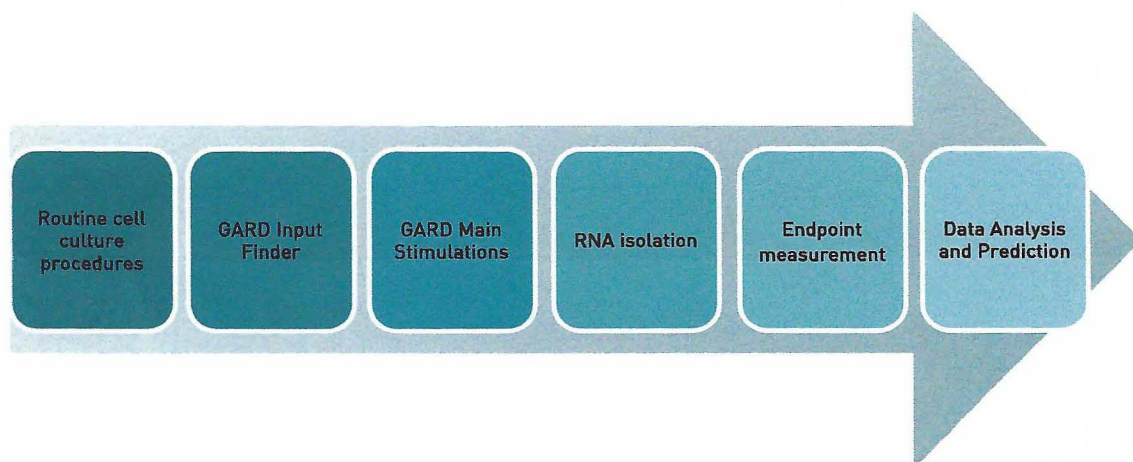 Routine cell
culture
procedures
GARD Input
Finder
GARD Main
Stimulations
RNA isolation
Endpoint
measurement
Data Analysis
and Prediction